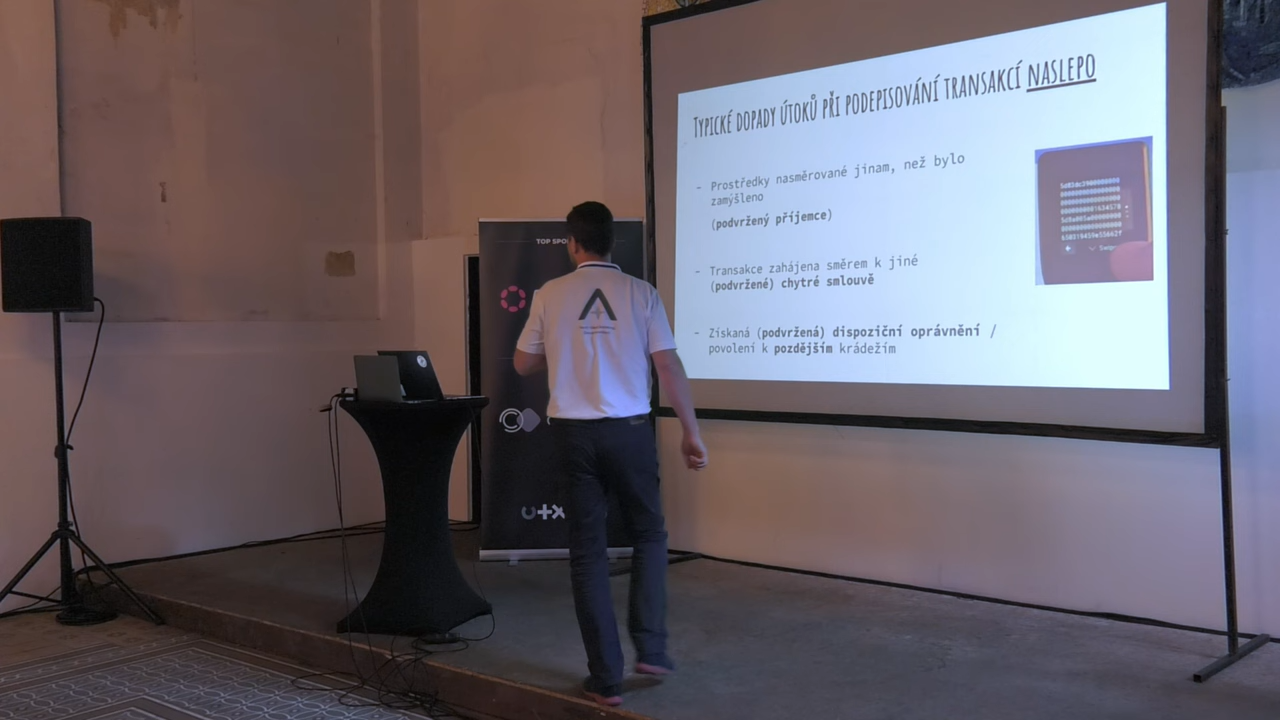 TYPICKÉ DOPADY ÚTOKŮ PŘI PODEPISOVÁNÍ TRANSAKCÍ NASLEPO
- Prostředky nasměrované jinam, než bylo
zamýšleno
(podvržený příjemce)
- Transakce zahájena směrem k jiné
(podvržené) chytré smlouvě
- Získaná (podvržená) dispoziční oprávnění /
povolení k pozdějším krádežím
TOP